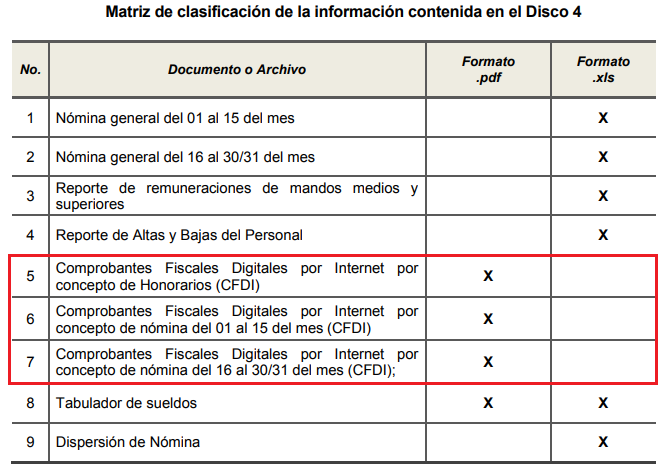 Matriz de clasificación de la información contenida en el Disco 4
No. Documento o Archivo Formato .pdf Formato .xls
1 Nómina general del 01 al 15 del mes X
2 Nómina general del 16 al 30/31 del mes X
3 Reporte de remuneraciones de mandos medios y
superiores X
4 Reporte de Altas y Bajas del Personal X
5 Comprobantes Fiscales Digitales por Internet por
concepto de Honorarios (CFDI) X
6 Comprobantes Fiscales Digitales por Internet por
concepto de nómina del 01 al 15 del mes (CFDI) X
7 Comprobantes Fiscales Digitales por Internet por
concepto de nómina del 16 al 30/31 del mes (CFDI); X
8 Tabulador de sueldos X X
9 Dispersión de Nómina X